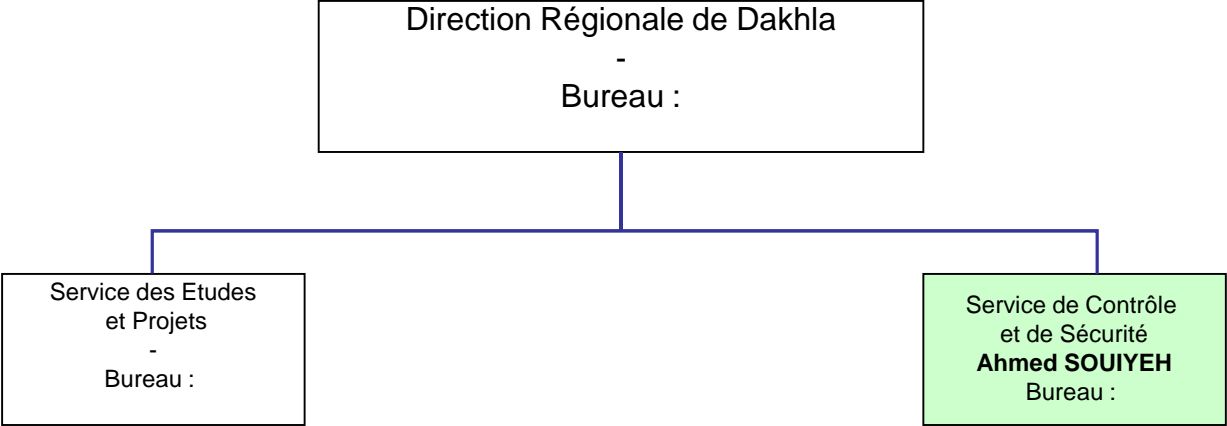 Direction Régionale de Dakhla
-
Bureau :
Service des Etudes
et Projets
-
Bureau :
Service de Contrôle
et de Sécurité
Ahmed SOUIYEH
Bureau :